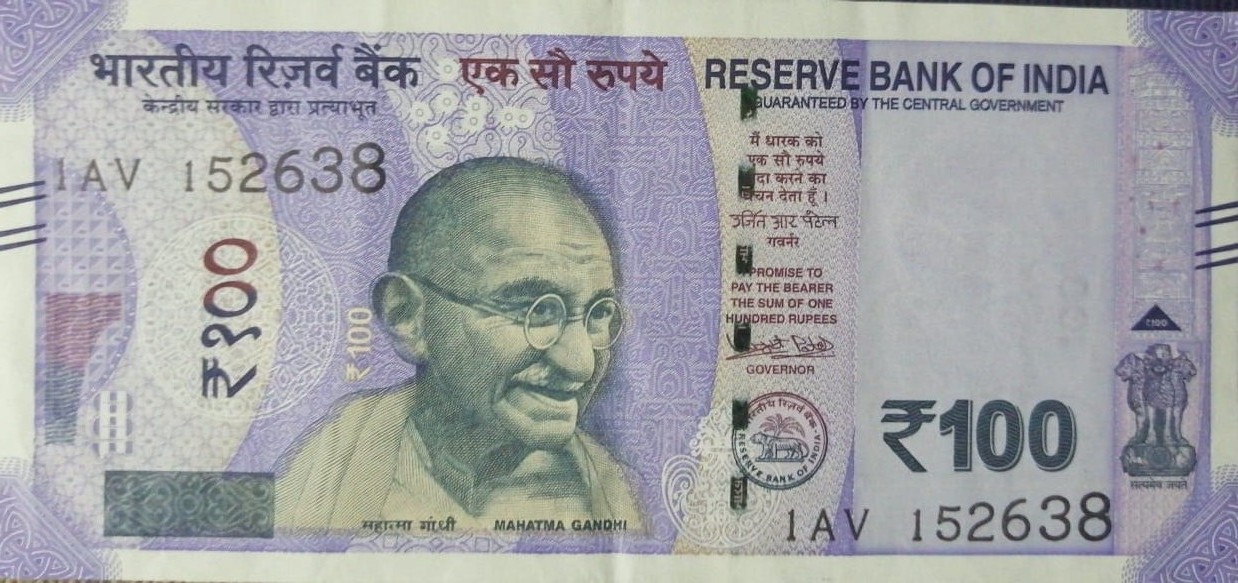 भारतीय रिज़र्व बैंक
केन्द्रीय सरकार द्वारा प्रत्याभूत
एक सौ रुपये
RESERVE BANK OF INDIA
GUARANTEED BY THE CENTRAL GOVERNMENT
1AV 152638
₹१००
₹100
मैं धारक को
एक सौ रुपये
अदा करने का
वचन देता हूँ ।
उर्जित आर पटेल
गवर्नर
I PROMISE TO
PAY THE BEARER
THE SUM OF ONE
HUNDRED RUPEES
GOVERNOR
भारतीय रिज़र्व बैंक
RESERVE BANK OF INDIA
₹100
₹100
सत्यमेव जयते
महात्मा गांधी
MAHATMA GANDHI
1AV 152638